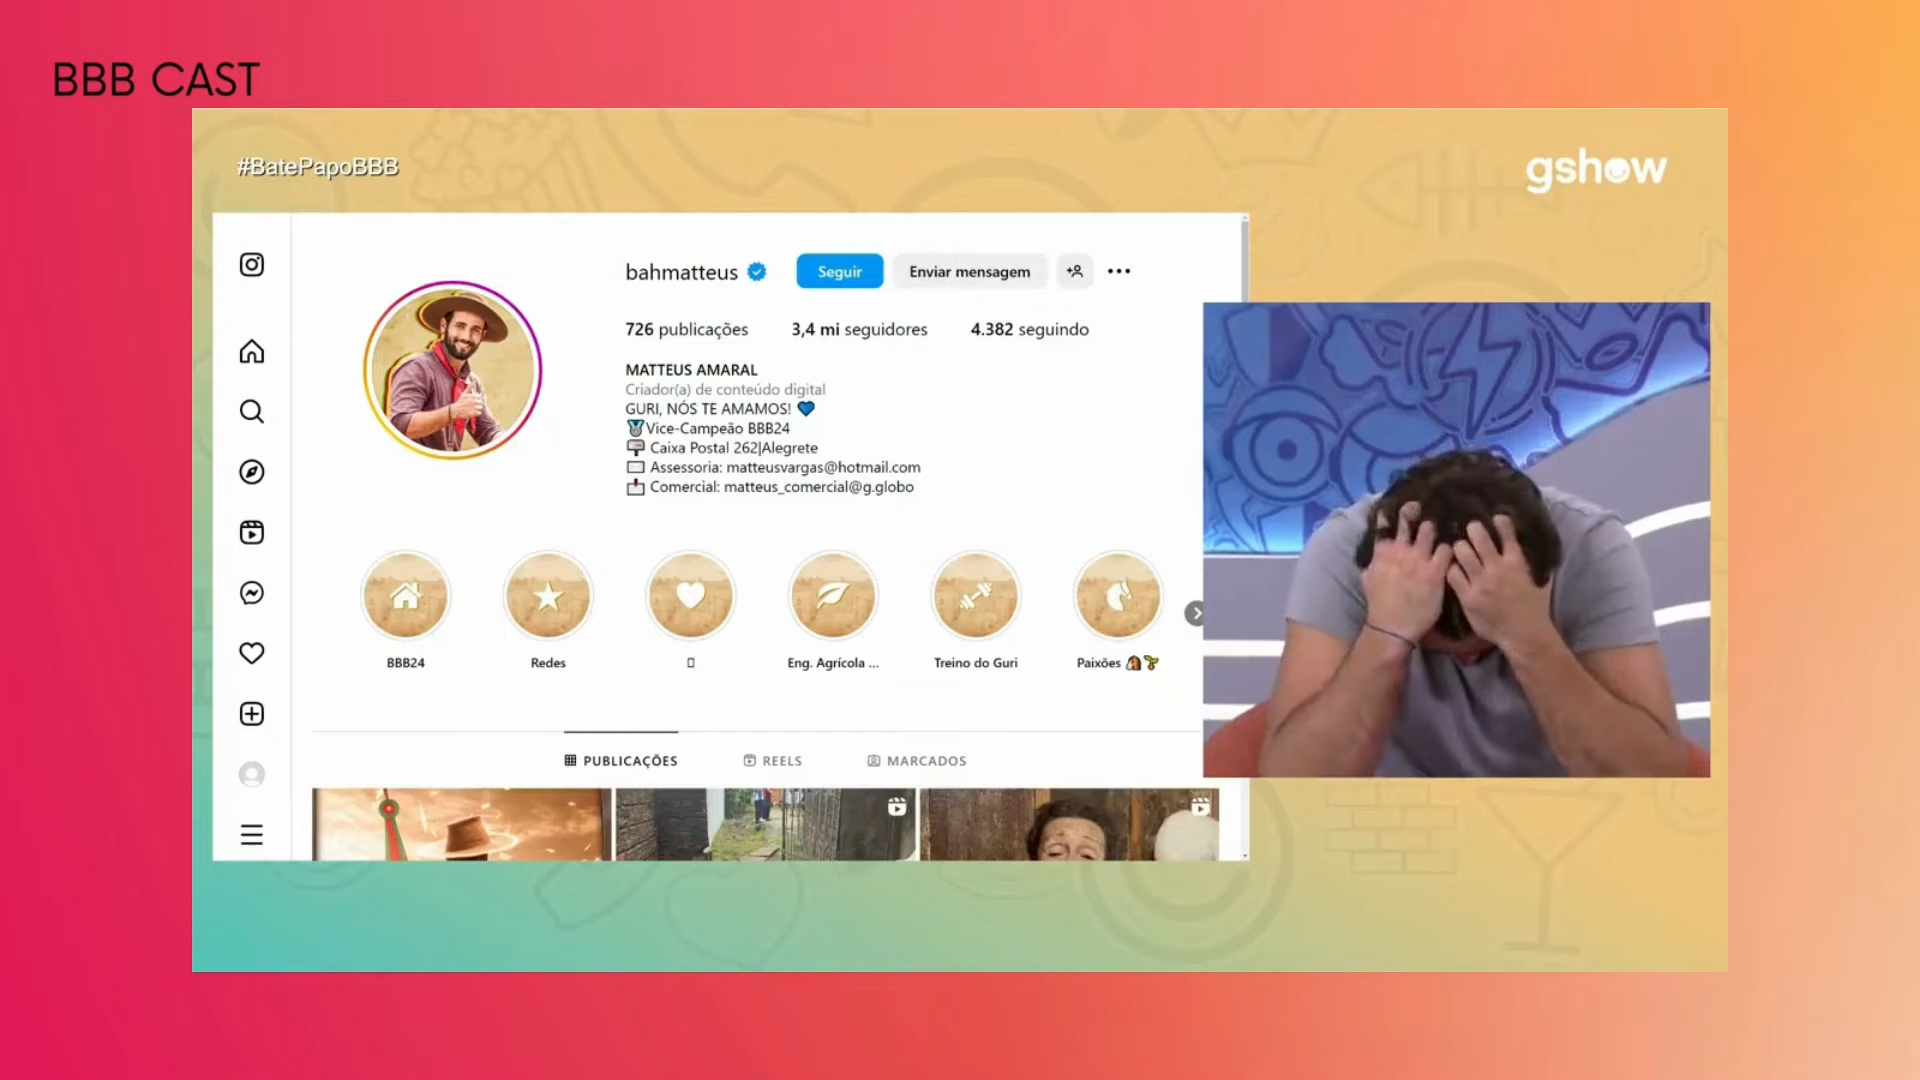 BBB CAST
#BatePapoBBB
gshow
bahmatteus
Seguir
Enviar mensagem
726 publicações
3,4 mi seguidores
4.382 seguindo
MATTEUS AMARAL
Criador(a) de conteúdo digital
GURI, NÓS TE AMAMOS! 💙
🥈Vice-Campeão BBB24
📪 Caixa Postal 262|Alegrete
Assessoria: matteusvargas@hotmail.com
📩 Comercial: matteus_comercial@g.globo
BBB24
Redes
Eng. Agrícola ...
Treino do Guri
Paixões 🐴🌱
PUBLICAÇÕES
REELS
MARCADOS